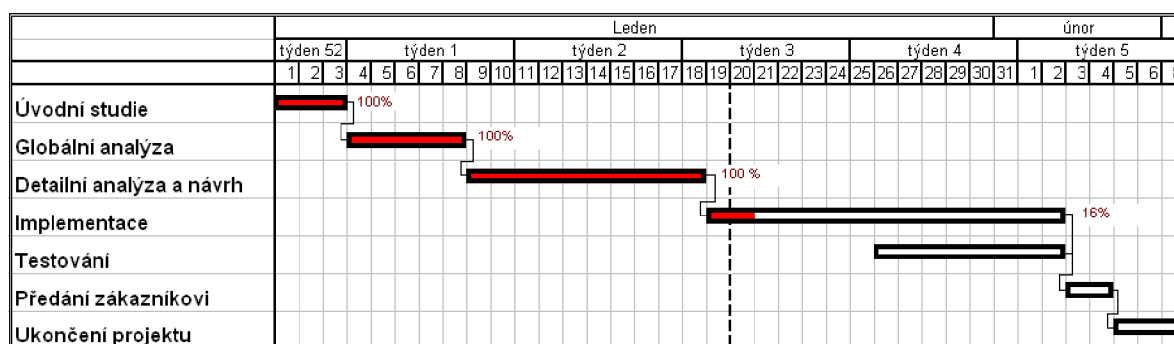 Leden únor
týden 52 týden 1 týden 2 týden 3 týden 4 týden 5
1 2 3 4 5 6 7 8 9 10 11 12 13 14 15 16 17 18 19 20 21 22 23 24 25 26 27 28 29 30 31 1 2 3 4 5 6
Úvodní studie 100%
Globální analýza 100%
Detailní analýza a návrh 100 %
Implementace 16%
Testování
Předání zákazníkovi
Ukončení projektu